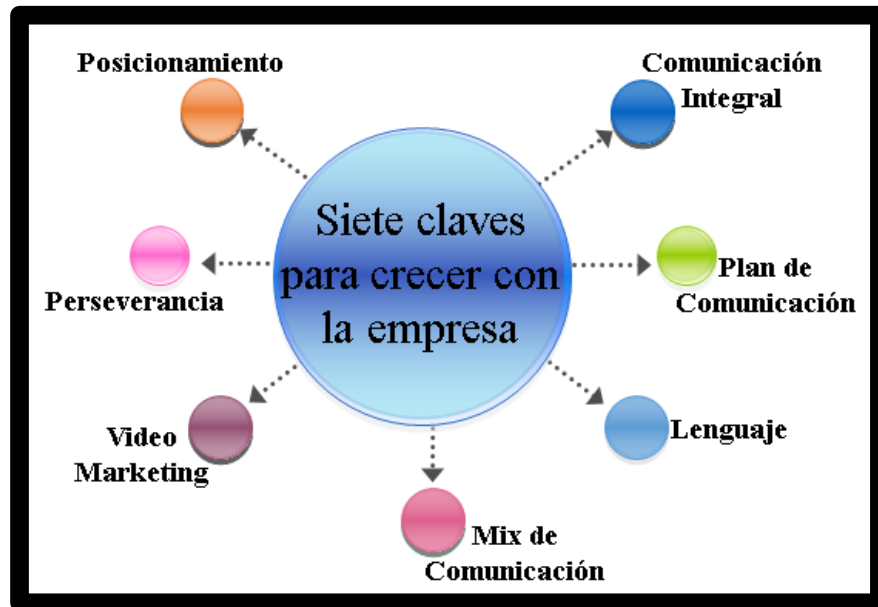 Posicionamiento
Comunicación
Integral
Siete claves
para crecer con
la empresa
Perseverancia
Plan de
Comunicación
Video
Marketing
Lenguaje
Mix de
Comunicación